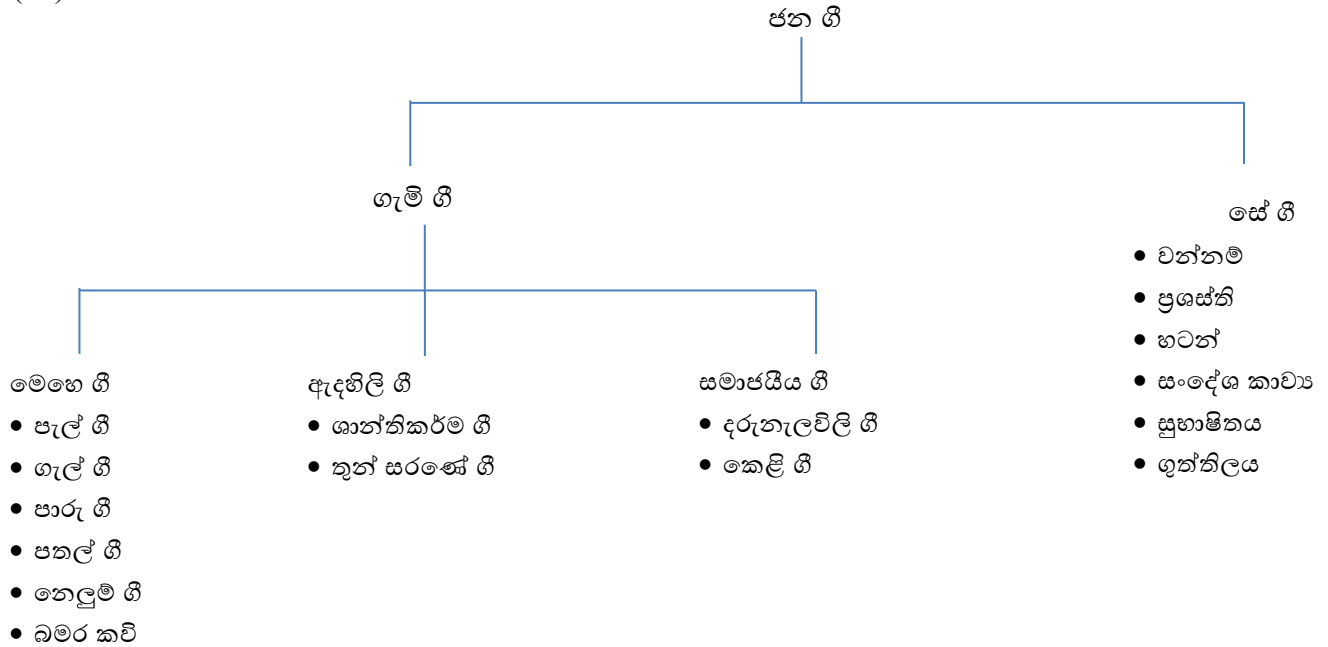 ජන ගී
ගැමි ගී
සේ ගී
• වන්නම්
• ප්‍රශස්ති
• හටන්
• සංදේශ කාව්‍ය
• සුභාෂිතය
• ගුත්තිලය
මෙහෙ ගී
• පැල් ගී
• ගැල් ගී
• පාරු ගී
• පතල් ගී
• නෙලුම් ගී
• බමර කවි
ඇදහිලි ගී
• ශාන්තිකර්ම ගී
• තුන් සරණේ ගී
සමාජයීය ගී
• දරුනැලවිලි ගී
• කෙළි ගී